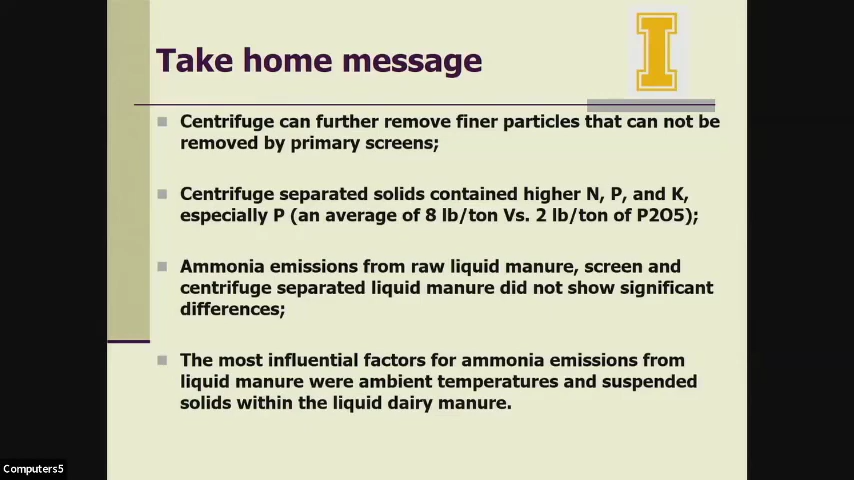 Take home message
I
Centrifuge can further remove finer particles that can not be
removed by primary screens;
Centrifuge separated solids contained higher N, P, and K,
especially P (an average of 8 lb/ton Vs. 2 lb/ton of P2O5);
Ammonia emissions from raw liquid manure, screen and
centrifuge separated liquid manure did not show significant
differences;
The most influential factors for ammonia emissions from
liquid manure were ambient temperatures and suspended
solids within the liquid dairy manure.
Computers5